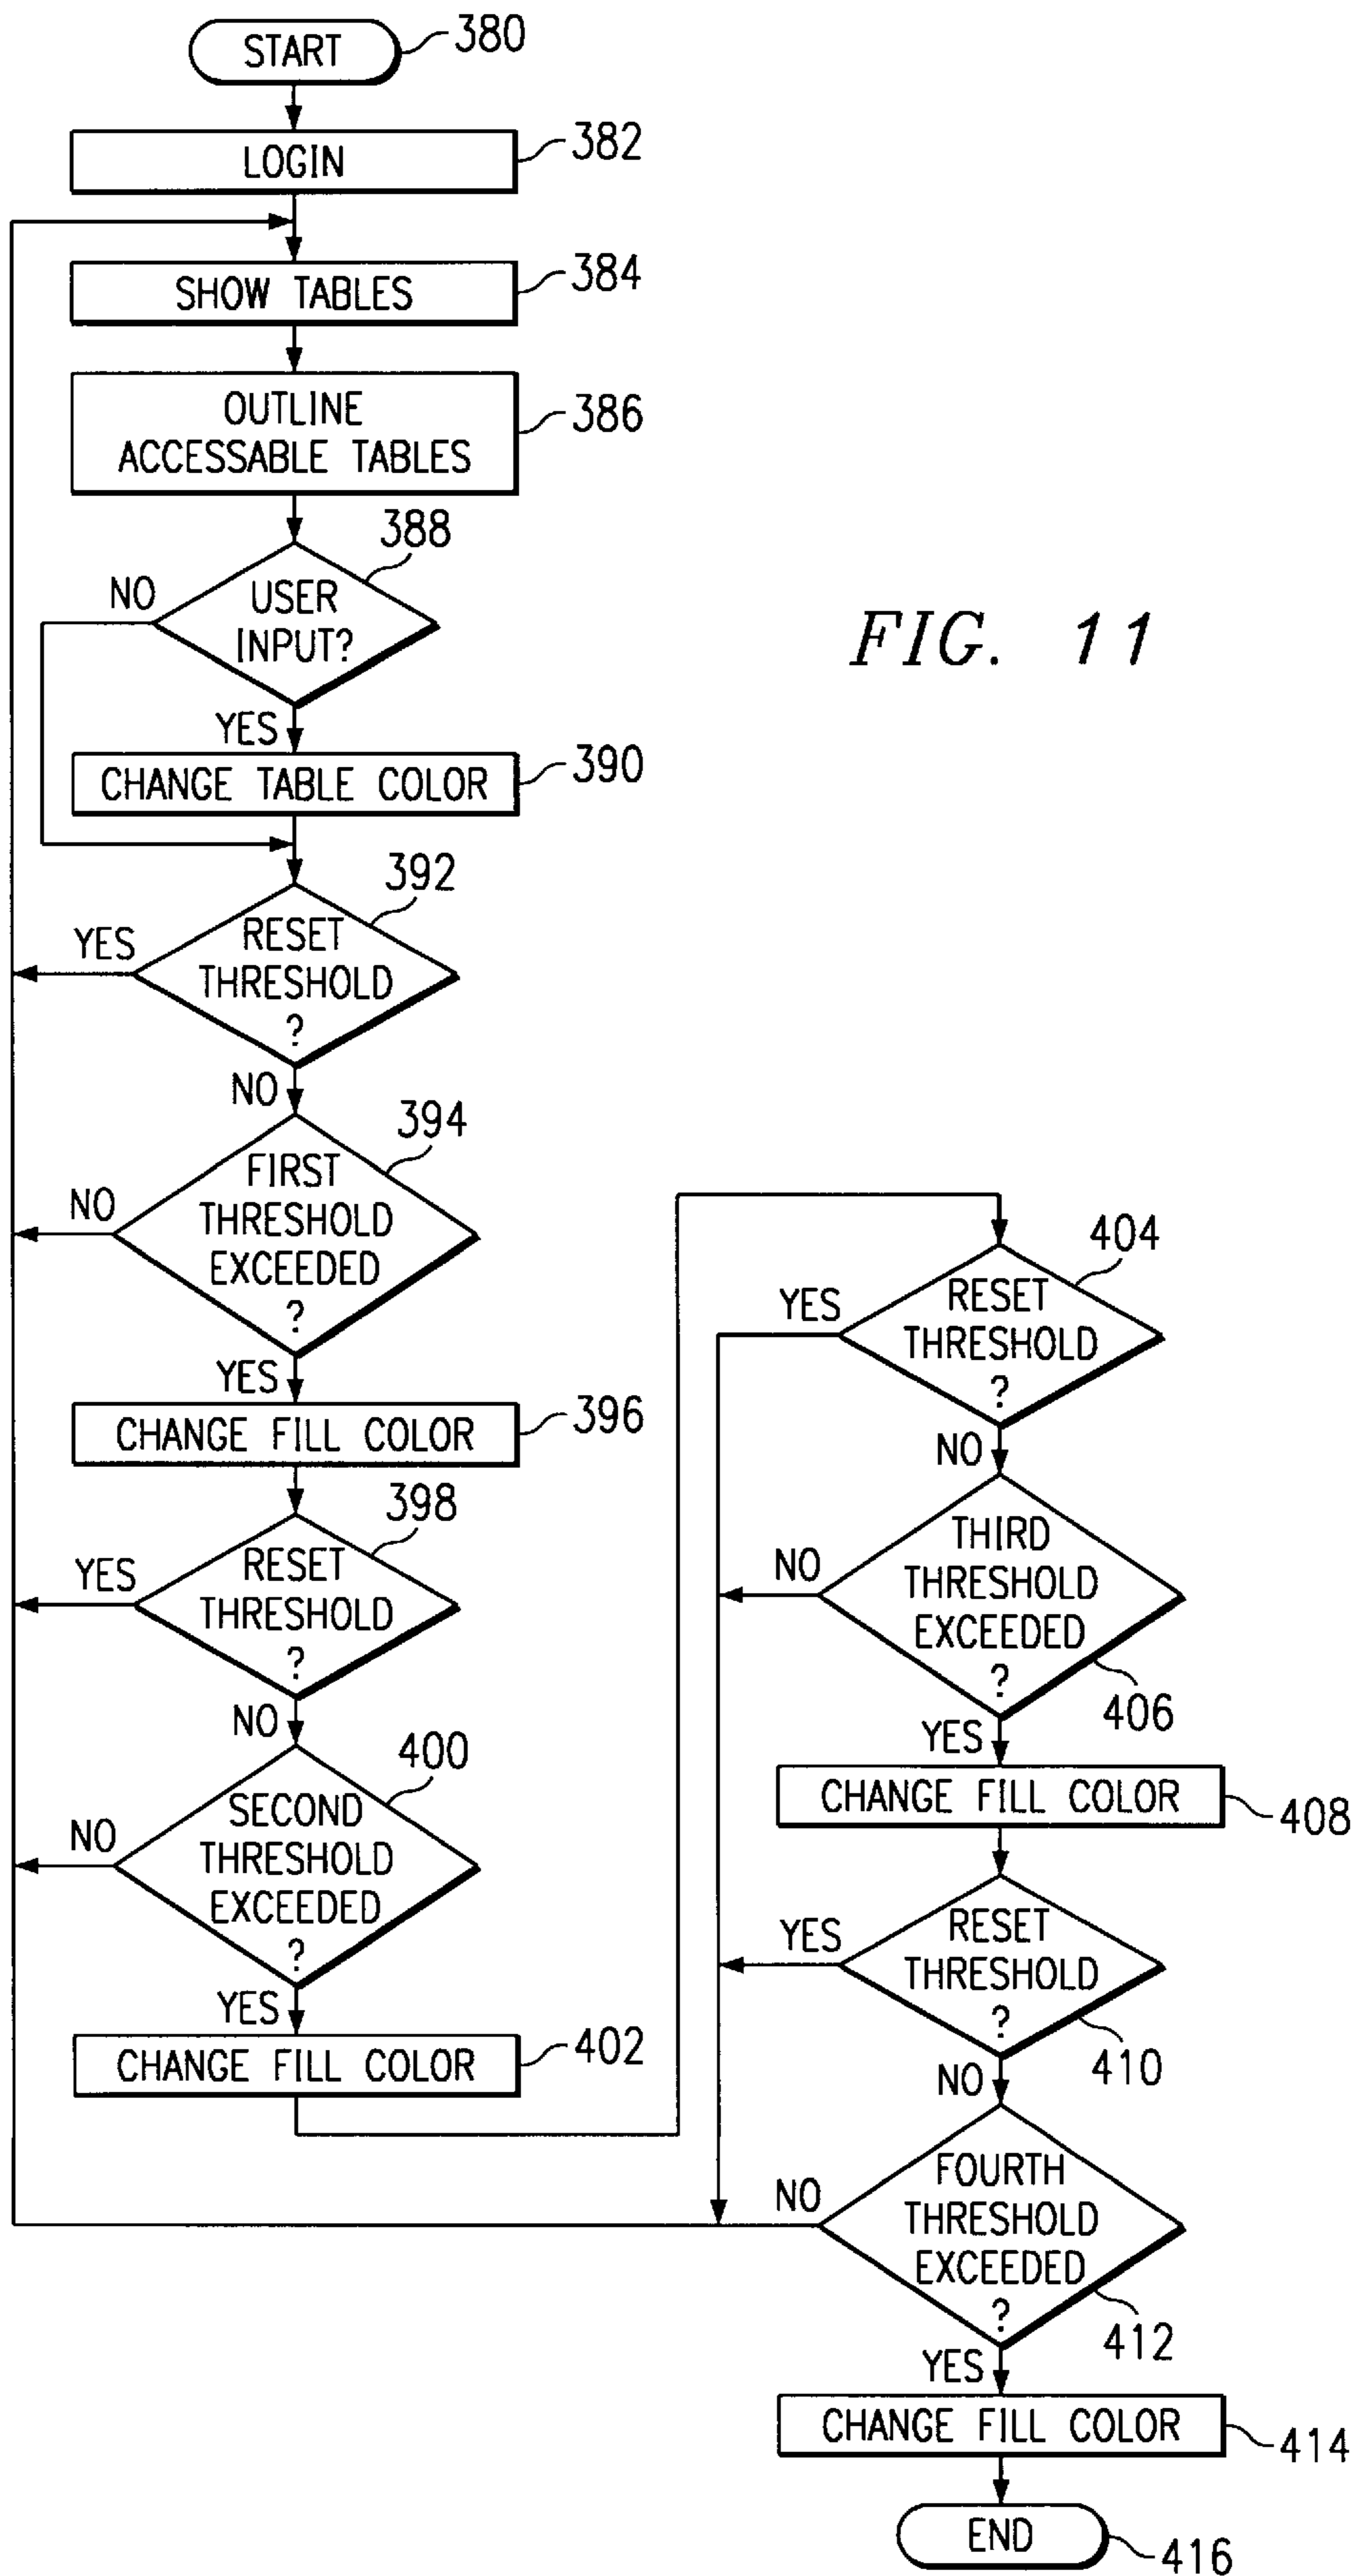 START
380
LOGIN
382
SHOW TABLES
384
OUTLINE
ACCESSABLE TABLES
386
388
USER
INPUT?
NO
YES
CHANGE TABLE COLOR
390
392
RESET
THRESHOLD
?
YES
NO
394
FIRST
THRESHOLD
EXCEEDED
?
NO
YES
CHANGE FILL COLOR
396
398
RESET
THRESHOLD
?
YES
NO
400
SECOND
THRESHOLD
EXCEEDED
?
NO
YES
CHANGE FILL COLOR
402
FIG. 11
404
RESET
THRESHOLD
?
YES
NO
THIRD
THRESHOLD
EXCEEDED
?
406
NO
YES
CHANGE FILL COLOR
408
RESET
THRESHOLD
?
410
YES
NO
FOURTH
THRESHOLD
EXCEEDED
?
412
NO
YES
CHANGE FILL COLOR
414
END
416